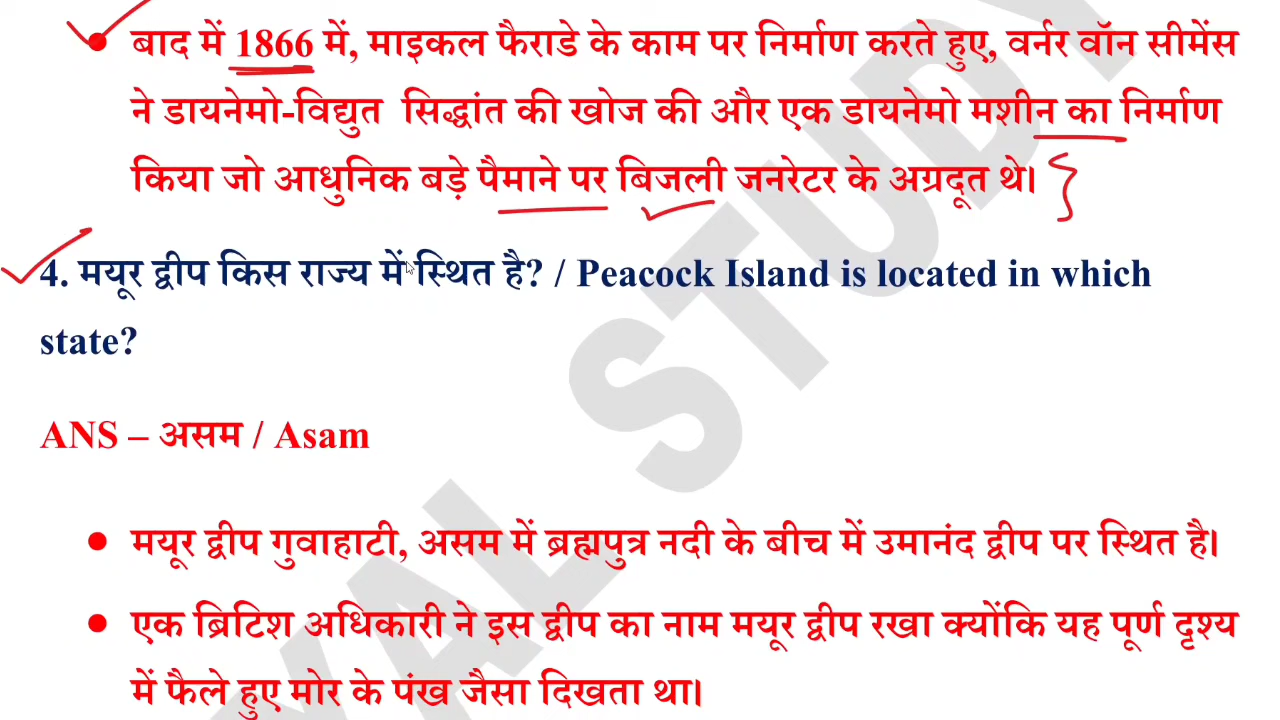 बाद में 1866 में, माइकल फैराडे के काम पर निर्माण करते हुए, वर्नर वॉन सीमेंस
ने डायनेमो-विद्युत सिद्धांत की खोज की और एक डायनेमो मशीन का निर्माण
किया जो आधुनिक बड़े पैमाने पर बिजली जनरेटर के अग्रदूत थे।
4. मयूर द्वीप किस राज्य में स्थित है? / Peacock Island is located in which
state?
ANS – असम / Asam
मयूर द्वीप गुवाहाटी, असम में ब्रह्मपुत्र नदी के बीच में उमानंद द्वीप पर स्थित है।
एक ब्रिटिश अधिकारी ने इस द्वीप का नाम मयूर द्वीप रखा क्योंकि यह पूर्ण दृश्य
में फैले हुए मोर के पंख जैसा दिखता था।
YAL STUDY